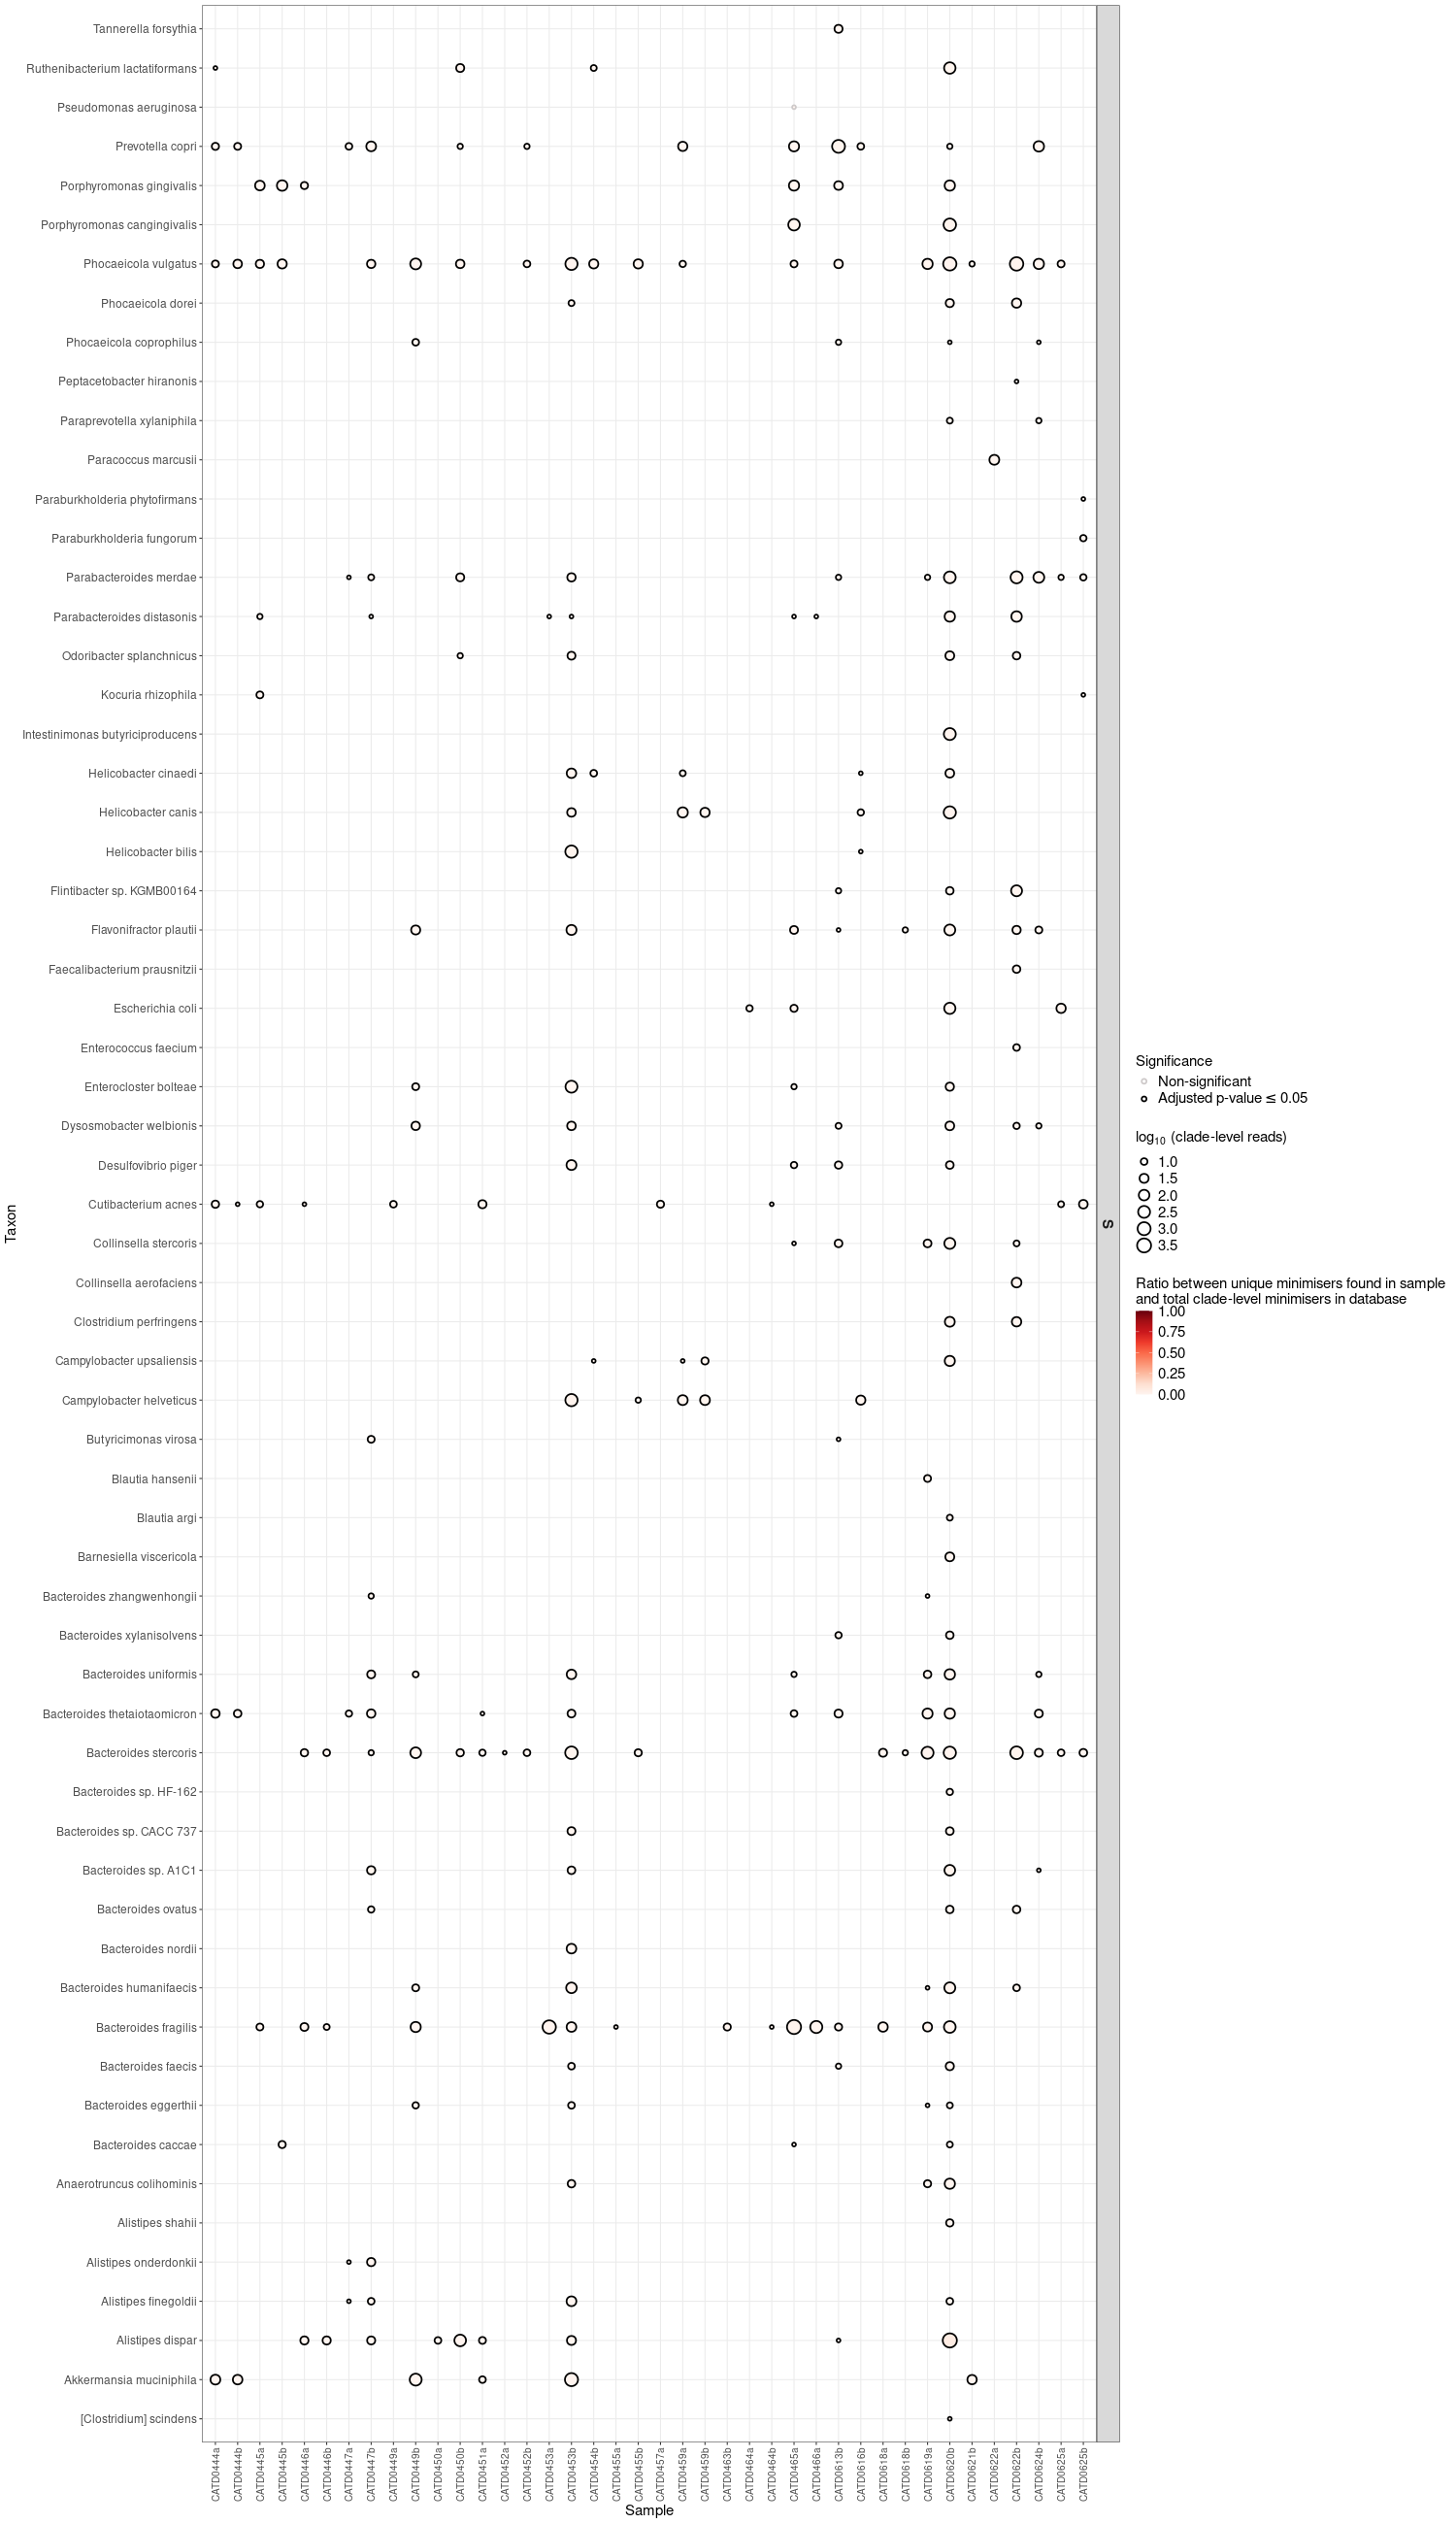 Tannerella forsythia
Ruthenibacterium lactatiformans
Pseudomonas aeruginosa
Prevotella copri
Porphyromonas gingivalis
Porphyromonas cangingivalis
Phocaeicola vulgatus
Phocaeicola dorei
Phocaeicola coprophilus
Peptacetobacter hiranonis
Paraprevotella xylaniphila
Paracoccus marcusii
Paraburkholderia phytofirmans
Paraburkholderia fungorum
Parabacteroides merdae
Parabacteroides distasonis
Odoribacter splanchnicus
Kocuria rhizophila
Intestinimonas butyriciproducens
Helicobacter cinaedi
Helicobacter canis
Helicobacter bilis
Flintibacter sp. KGMB00164
Flavonifractor plautii
Faecalibacterium prausnitzii
Escherichia coli
Enterococcus faecium
Enterocloster bolteae
Dysosmobacter welbionis
Desulfovibrio piger
Cutibacterium acnes
Collinsella stercoris
Collinsella aerofaciens
Clostridium perfringens
Campylobacter upsaliensis
Campylobacter helveticus
Butyricimonas virosa
Blautia hansenii
Blautia argi
Barnesiella viscericola
Bacteroides zhangwenhongii
Bacteroides xylanisolvens
Bacteroides uniformis
Bacteroides thetaiotaomicron
Bacteroides stercoris
Bacteroides sp. HF-162
Bacteroides sp. CACC 737
Bacteroides sp. A1C1
Bacteroides ovatus
Bacteroides nordii
Bacteroides humanifaecis
Bacteroides fragilis
Bacteroides faecis
Bacteroides eggerthii
Bacteroides caccae
Anaerotruncus colihominis
Alistipes shahii
Alistipes onderdonkii
Alistipes finegoldii
Alistipes dispar
Akkermansia muciniphila
[Clostridium] scindens
Taxon
CATD0444a
CATD0444b
CATD0445a
CATD0445b
CATD0446a
CATD0446b
CATD0447a
CATD0447b
CATD0449a
CATD0449b
CATD0450a
CATD0450b
CATD0451a
CATD0452a
CATD0452b
CATD0453a
CATD0453b
CATD0454b
CATD0455a
CATD0455b
CATD0457a
CATD0459a
CATD0459b
CATD0463b
CATD0464a
CATD0464b
CATD0465a
CATD0466a
CATD0613b
CATD0616b
CATD0618a
CATD0618b
CATD0619a
CATD0620b
CATD0621b
CATD0622a
CATD0622b
CATD0624b
CATD0625a
CATD0625b
Sample
S
Significance
Non-significant
Adjusted p-value ≤ 0.05
log₁₀ (clade-level reads)
1.0
1.5
2.0
2.5
3.0
3.5
Ratio between unique minimisers found in sample
and total clade-level minimisers in database
1.00
0.75
0.50
0.25
0.00